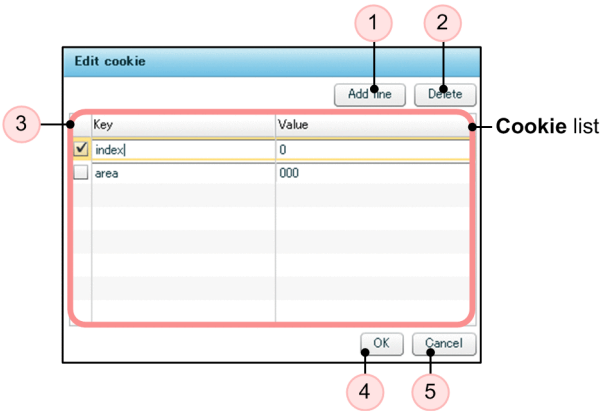 1 2
Edit cookie
Add line Delete
3
Key Value
Cookie list
index 0
area 000
OK Cancel
4 5